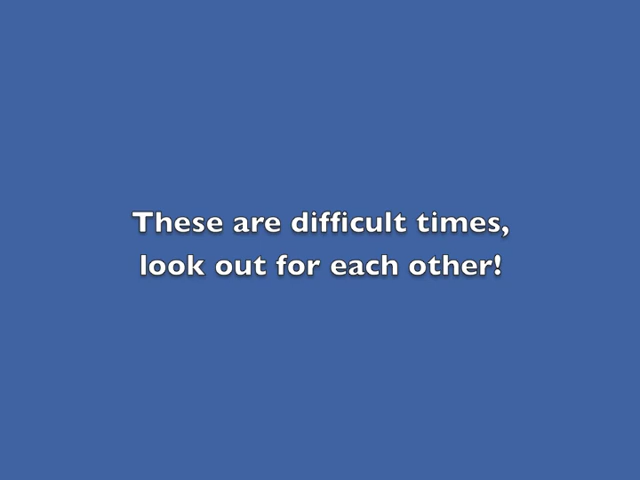 These are difficult times,
look out for each other!